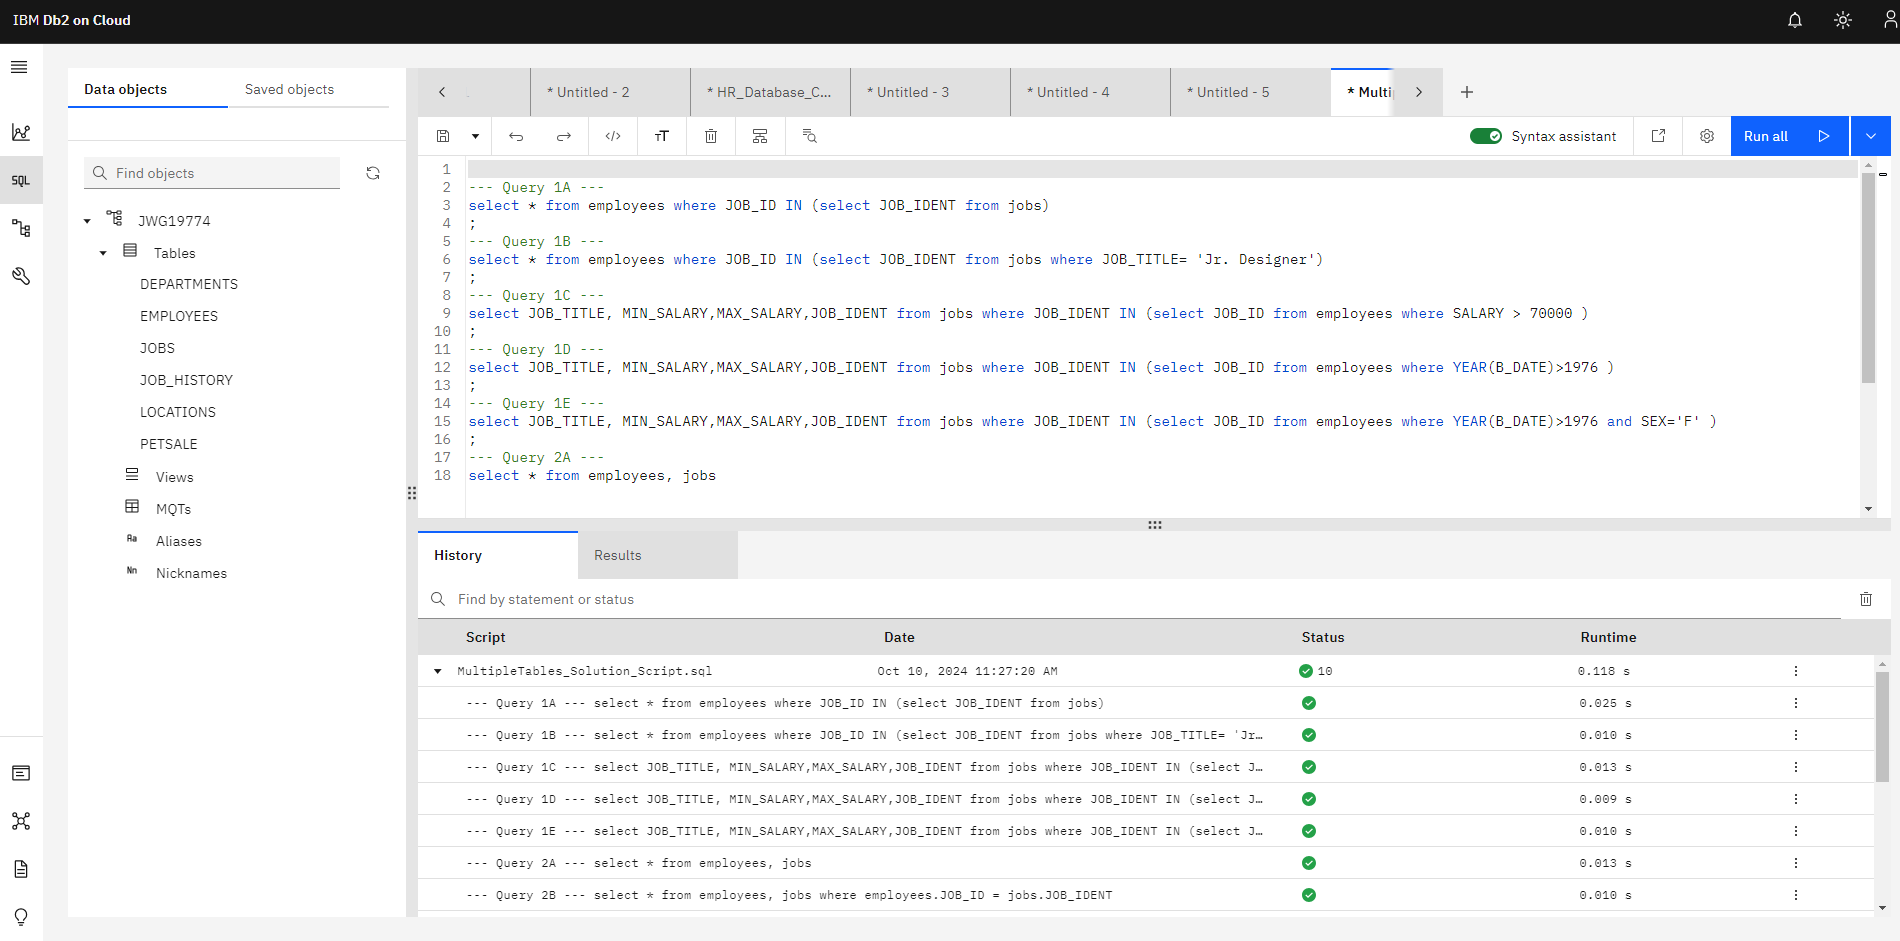 IBM Db2 on Cloud
Data objects
Saved objects
* Untitled - 2
* HR_Database_C...
* Untitled - 3
* Untitled - 4
* Untitled - 5
* Multi
Syntax assistant
Run all
SQL
Find objects
JWG19774
Tables
DEPARTMENTS
EMPLOYEES
JOBS
JOB_HISTORY
LOCATIONS
PETSALE
Views
MQTs
Aa Aliases
Nn Nicknames
1
2 --- Query 1A ---
3 select * from employees where JOB_ID IN (select JOB_IDENT from jobs)
4 ;
5 --- Query 1B ---
6 select * from employees where JOB_ID IN (select JOB_IDENT from jobs where JOB_TITLE= 'Jr. Designer')
7 ;
8 --- Query 1C ---
9 select JOB_TITLE, MIN_SALARY,MAX_SALARY,JOB_IDENT from jobs where JOB_IDENT IN (select JOB_ID from employees where SALARY > 70000 )
10 ;
11 --- Query 1D ---
12 select JOB_TITLE, MIN_SALARY,MAX_SALARY,JOB_IDENT from jobs where JOB_IDENT IN (select JOB_ID from employees where YEAR(B_DATE)>1976 )
13 ;
14 --- Query 1E ---
15 select JOB_TITLE, MIN_SALARY,MAX_SALARY,JOB_IDENT from jobs where JOB_IDENT IN (select JOB_ID from employees where YEAR(B_DATE)>1976 and SEX='F' )
16 ;
17 --- Query 2A ---
18 select * from employees, jobs
History
Results
Find by statement or status
Script Date Status Runtime
MultipleTables_Solution_Script.sql Oct 10, 2024 11:27:20 AM 10 0.118 s
--- Query 1A --- select * from employees where JOB_ID IN (select JOB_IDENT from jobs) 0.025 s
--- Query 1B --- select * from employees where JOB_ID IN (select JOB_IDENT from jobs where JOB_TITLE= 'Jr… 0.010 s
--- Query 1C --- select JOB_TITLE, MIN_SALARY,MAX_SALARY,JOB_IDENT from jobs where JOB_IDENT IN (select J… 0.013 s
--- Query 1D --- select JOB_TITLE, MIN_SALARY,MAX_SALARY,JOB_IDENT from jobs where JOB_IDENT IN (select J… 0.009 s
--- Query 1E --- select JOB_TITLE, MIN_SALARY,MAX_SALARY,JOB_IDENT from jobs where JOB_IDENT IN (select J… 0.010 s
--- Query 2A --- select * from employees, jobs 0.013 s
--- Query 2B --- select * from employees, jobs where employees.JOB_ID = jobs.JOB_IDENT 0.010 s